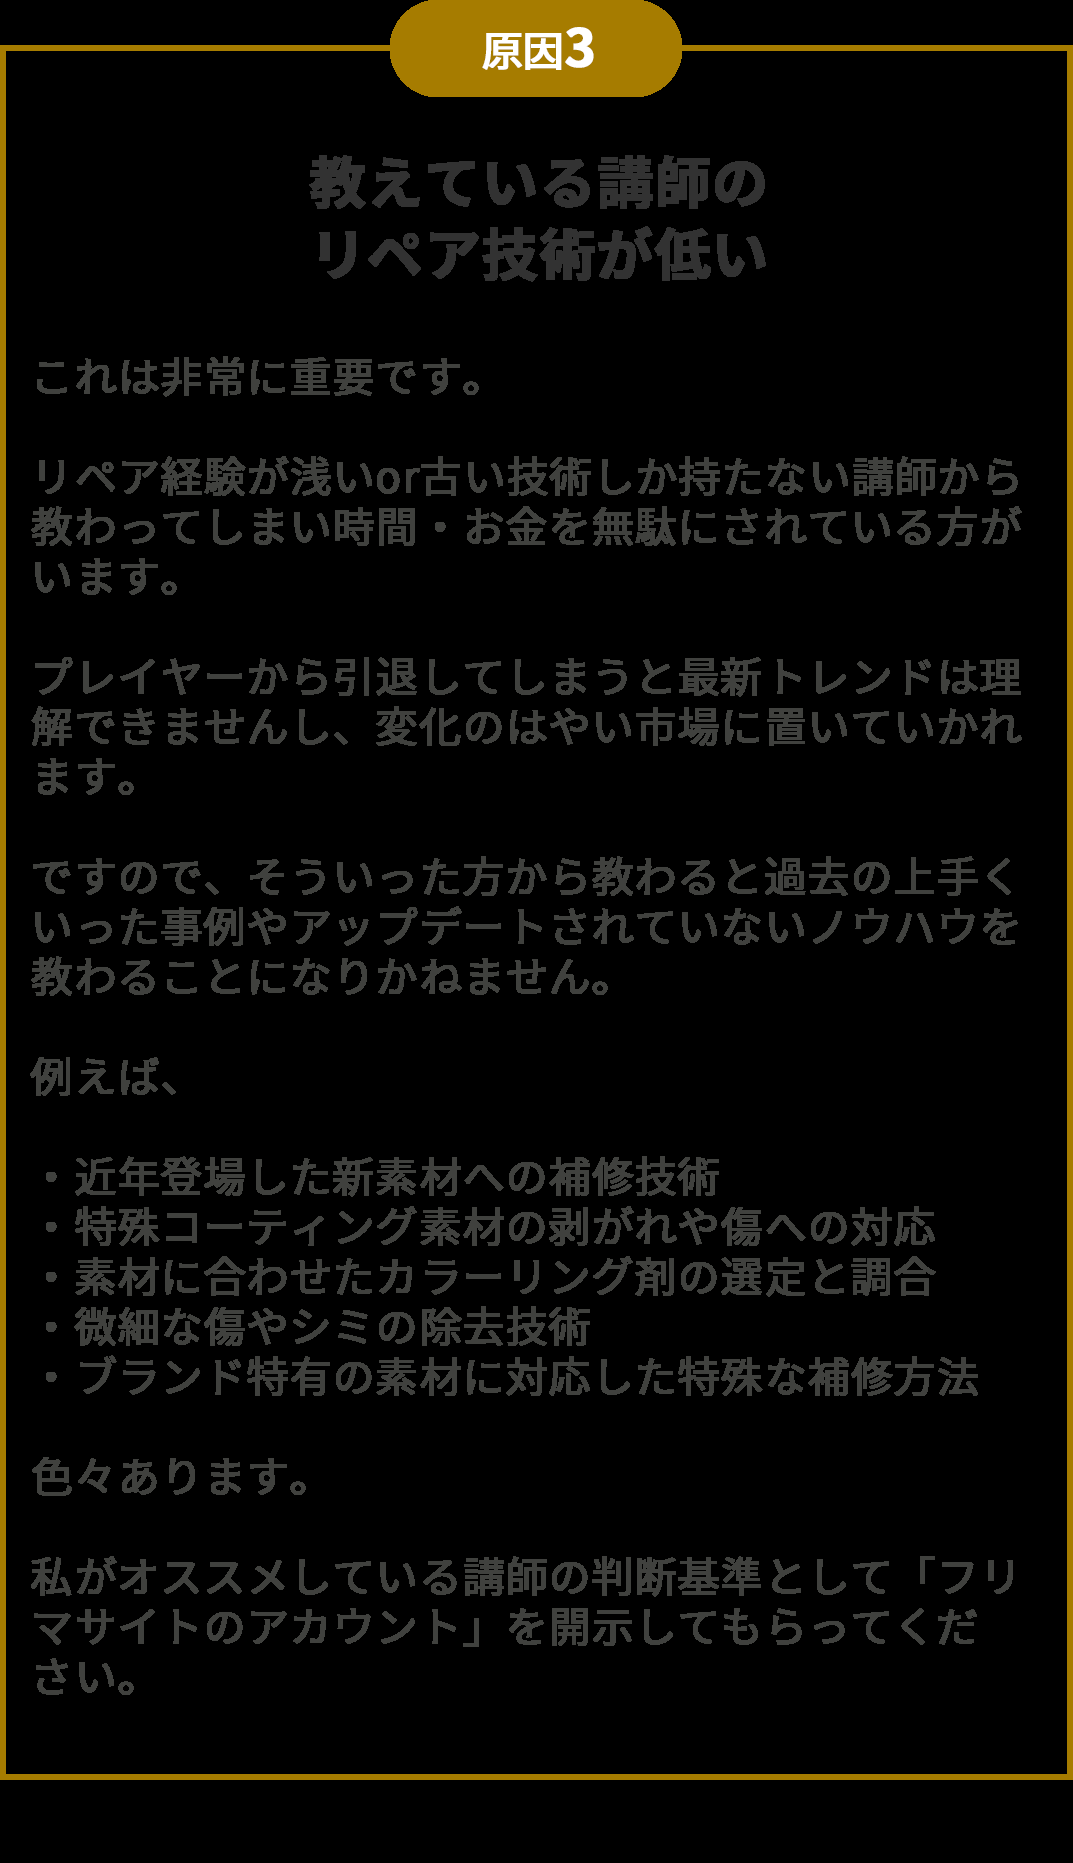 原因3
教えている講師の
リペア技術が低い
これは非常に重要です。
リペア経験が浅いor古い技術しか持たない講師から
教わってしまい時間・お金を無駄にされている方が
います。
プレイヤーから引退してしまうと最新トレンドは理
解できませんし、変化のはやい市場に置いていかれ
ます。
ですので、そういった方から教わると過去の上手く
いった事例やアップデートされていないノウハウを
教わることになりかねません。
例えば、
・近年登場した新素材への補修技術
・特殊コーティング素材の剥がれや傷への対応
・素材に合わせたカラーリング剤の選定と調合
・微細な傷やシミの除去技術
・ブランド特有の素材に対応した特殊な補修方法
色々あります。
私がオススメしている講師の判断基準として「フリ
マサイトのアカウント」を開示してもらってくだ
さい。